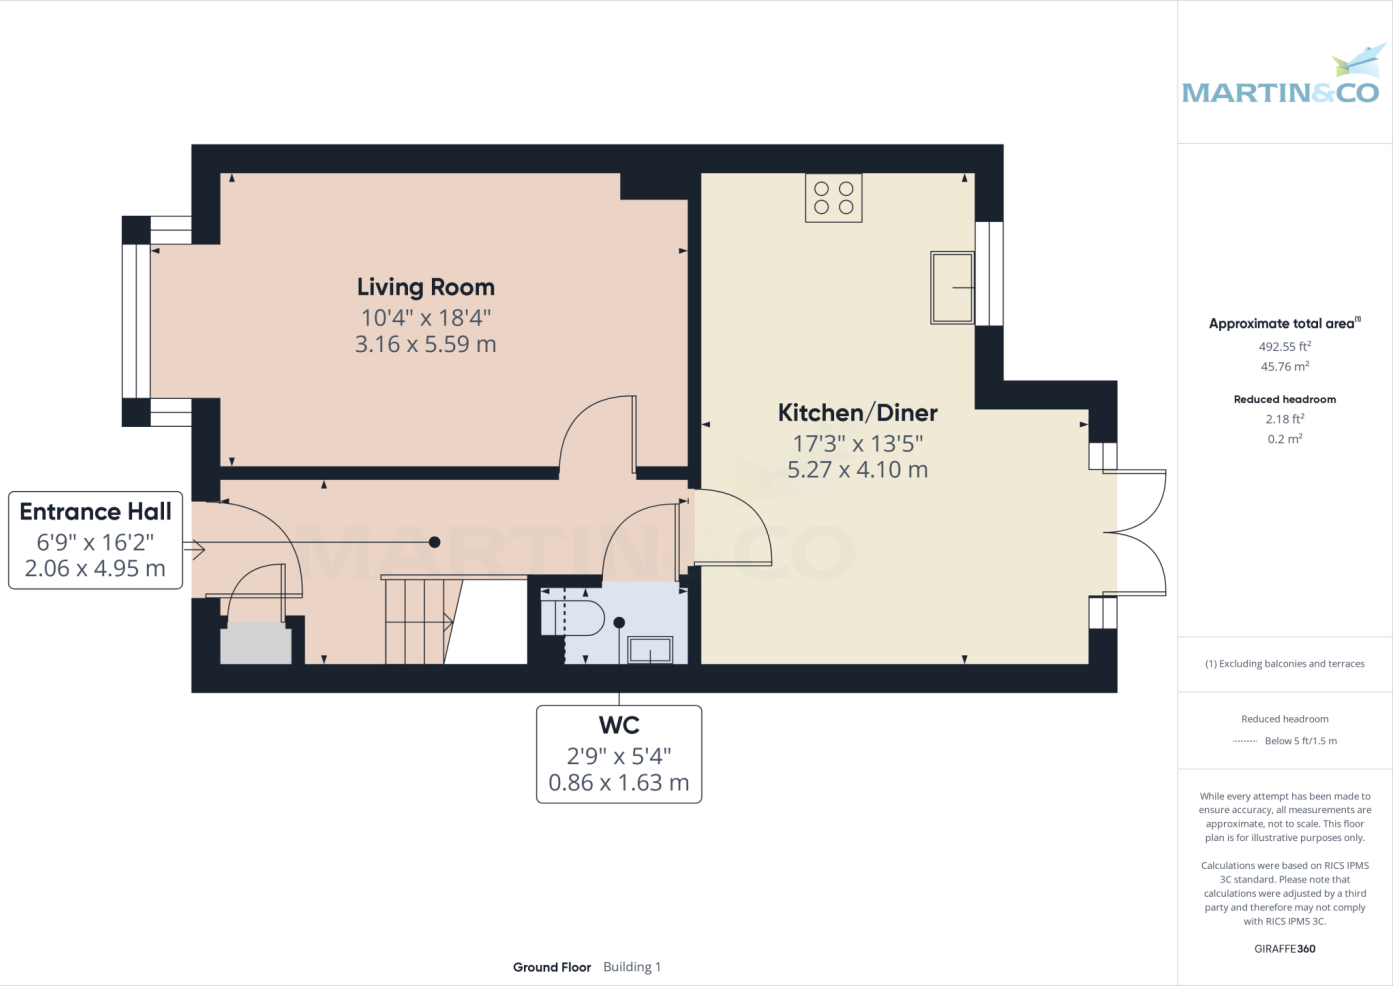 MARTIN&CO
Living Room
10'4" x 18'4"
3.16 x 5.59 m
Kitchen/Diner
17'3" x 13'5"
5.27 x 4.10 m
Entrance Hall
6'9" x 16'2"
2.06 x 4.95 m
MARTIN&CO
WC
2'9" x 5'4"
0.86 x 1.63 m
Ground Floor Building 1
Approximate total area(1)
492.55 ft²
45.76 m²
Reduced headroom
2.18 ft²
0.2 m²
(1) Excluding balconies and terraces
Reduced headroom
Below 5 ft/1.5 m
While every attempt has been made to
ensure accuracy, all measurements are
approximate, not to scale. This floor
plan is for illustrative purposes only.
Calculations were based on RICS IPMS
3C standard. Please note that
calculations were adjusted by a third
party and therefore may not comply
with RICS IPMS 3C.
GIRAFFE360